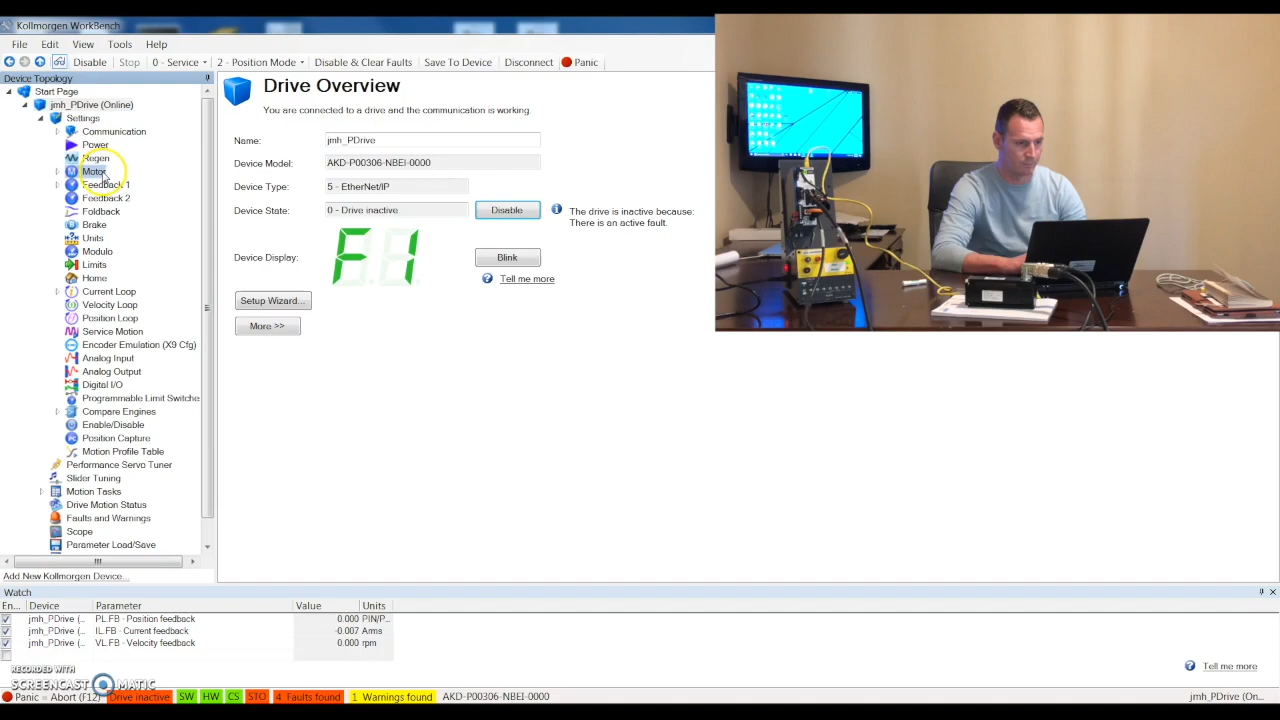 Kollmorgen WorkBench
File Edit View Tools Help
Disable Stop 0 - Service 2 - Position Mode Disable & Clear Faults Save To Device Disconnect Panic
Device Topology
Start Page
jmh_PDrive (Online)
Settings
Communication
Power
Regen
Motor
Feedback 1
Feedback 2
Foldback
Brake
Units
Modulo
Limits
Home
Current Loop
Velocity Loop
Position Loop
Service Motion
Encoder Emulation (X9 Cfg)
Analog Input
Analog Output
Digital I/O
Programmable Limit Switche
Compare Engines
Enable/Disable
Position Capture
Motion Profile Table
Performance Servo Tuner
Slider Tuning
Motion Tasks
Drive Motion Status
Faults and Warnings
Scope
Parameter Load/Save
Add New Kollmorgen Device...
Drive Overview
You are connected to a drive and the communication is working.
Name: jmh_PDrive
Device Model: AKD-P00306-NBEI-0000
Device Type: 5 - EtherNet/IP
Device State: 0 - Drive inactive Disable The drive is inactive because:
There is an active fault.
Device Display: F1 Blink
Tell me more
Setup Wizard...
More >>
Watch
En... Device Parameter Value Units
jmh_PDrive (... PL.FB - Position feedback 0.000 PIN/P...
jmh_PDrive (... IL.FB - Current feedback -0.007 Arms
jmh_PDrive (... VL.FB - Velocity feedback 0.000 rpm
Tell me more
RECORDED WITH
SCREENCAST MATIC
Panic = Abort (F12) Drive inactive SW HW CS STO 4 Faults found 1 Warnings found AKD-P00306-NBEI-0000 jmh_PDrive (On...